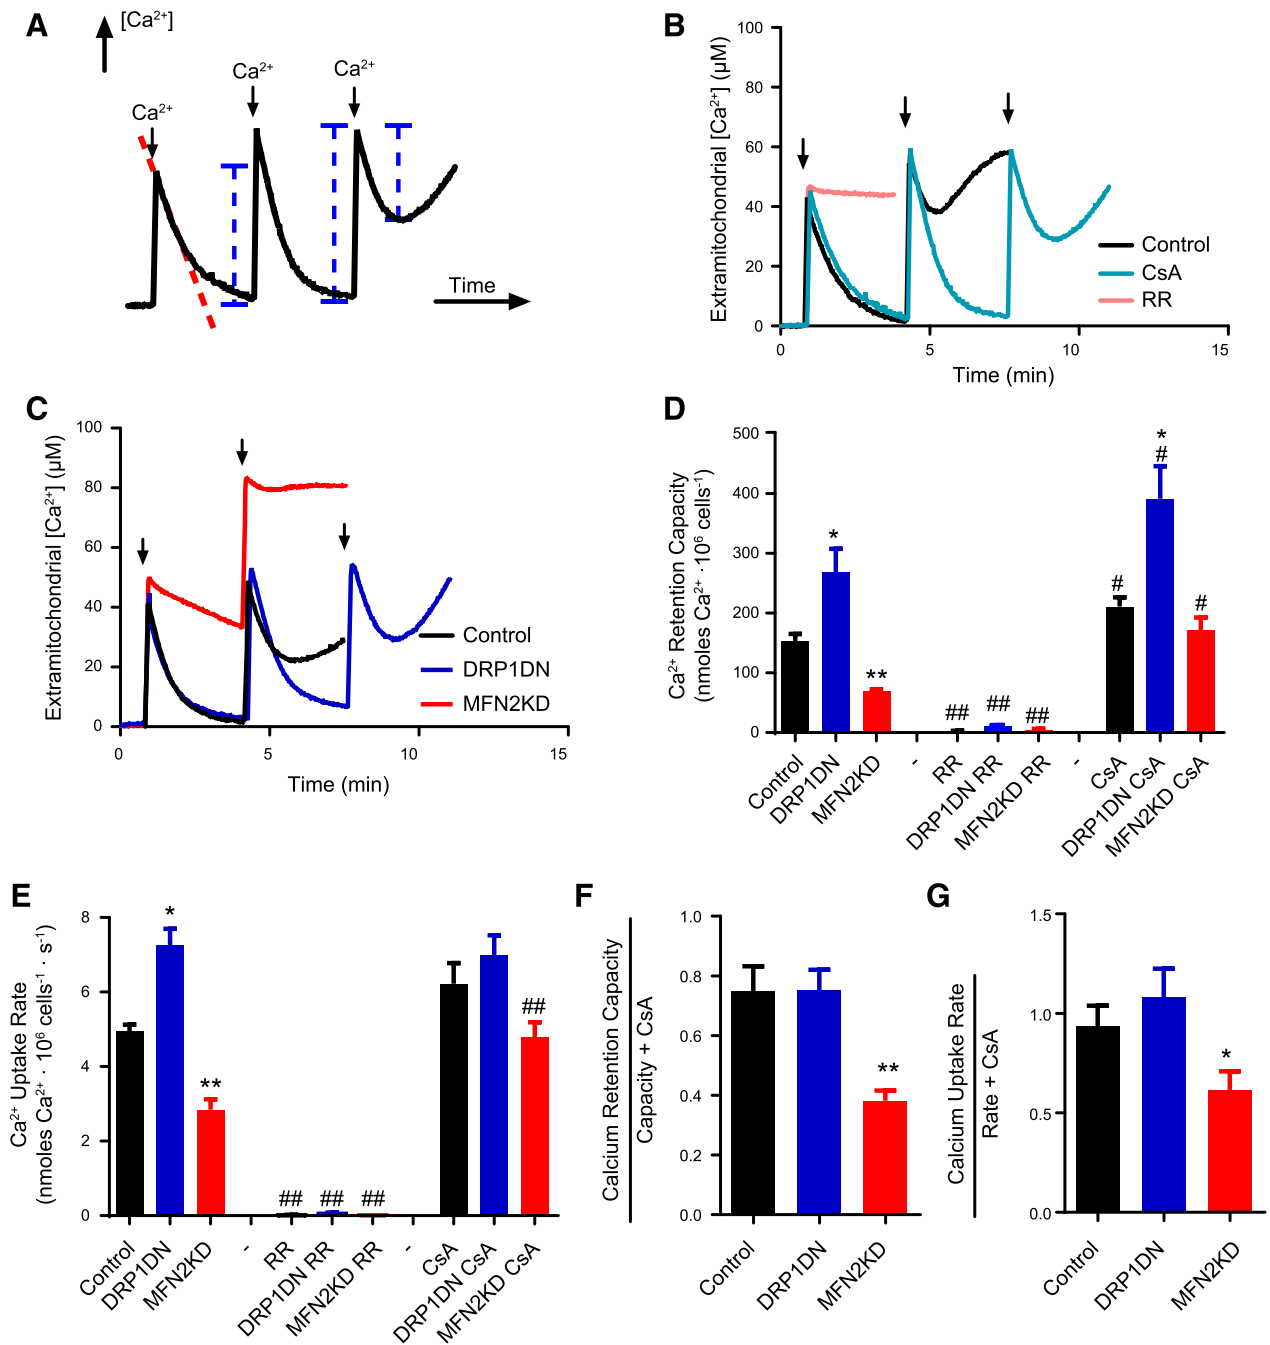 A
[Ca²⁺]
Ca²⁺
Ca²⁺
Ca²⁺
Time
B
Extramitochondrial [Ca²⁺] (μM)
100
80
60
40
20
0
0
5
10
15
Time (min)
Control
CsA
RR
C
Extramitochondrial [Ca²⁺] (μM)
100
80
60
40
20
0
0
5
10
15
Time (min)
Control
DRP1DN
MFN2KD
D
Ca²⁺ Retention Capacity
(nmoles Ca²⁺ ·10⁶ cells⁻¹)
500
400
300
200
100
0
*
**
##
##
##
#
*
#
#
Control
DRP1DN
MFN2KD
-
RR
DRP1DN RR
MFN2KD RR
-
CsA
DRP1DN CsA
MFN2KD CsA
E
Ca²⁺ Uptake Rate
(nmoles Ca²⁺ · 10⁶ cells⁻¹ · s⁻¹)
8
6
4
2
0
*
**
##
##
##
##
Control
DRP1DN
MFN2KD
-
RR
DRP1DN RR
MFN2KD RR
-
CsA
DRP1DN CsA
MFN2KD CsA
F
Calcium Retention Capacity
Capacity + CsA
1.0
0.8
0.6
0.4
0.2
0.0
**
Control
DRP1DN
MFN2KD
G
Calcium Uptake Rate
Rate + CsA
1.5
1.0
0.5
0.0
*
Control
DRP1DN
MFN2KD